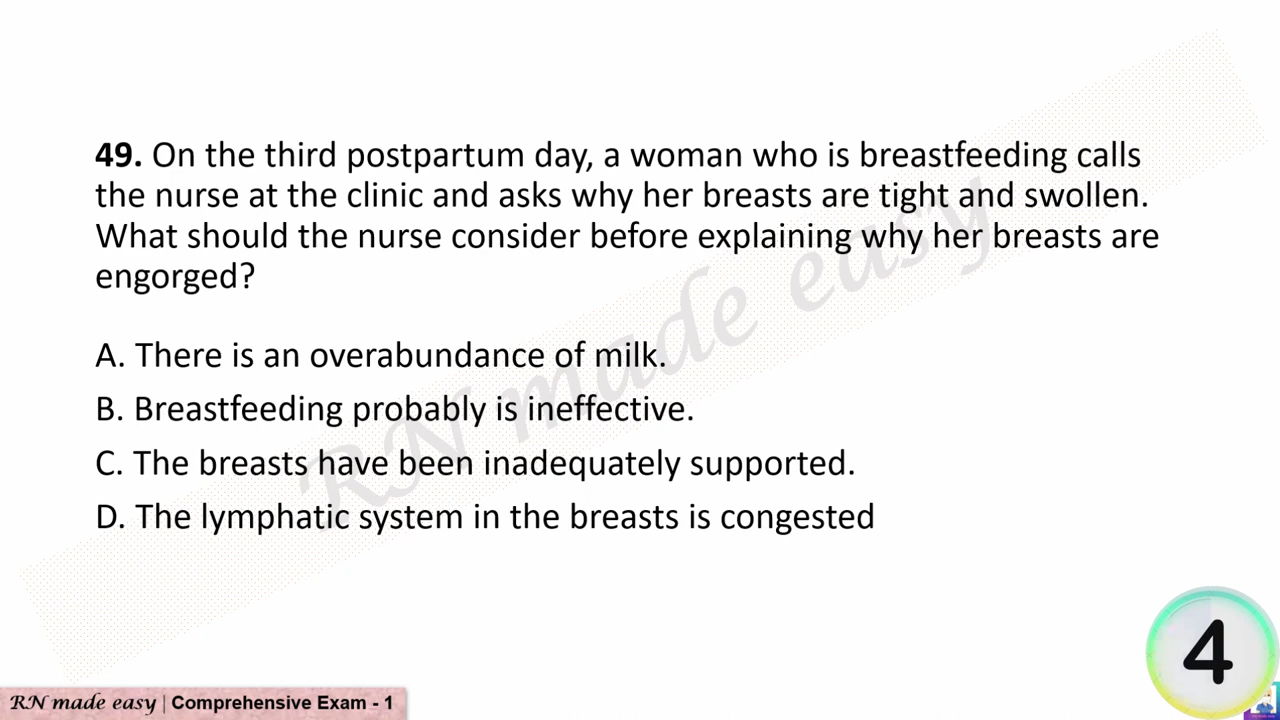 49. On the third postpartum day, a woman who is breastfeeding calls
the nurse at the clinic and asks why her breasts are tight and swollen.
What should the nurse consider before explaining why her breasts are
engorged?
A. There is an overabundance of milk.
B. Breastfeeding probably is ineffective.
C. The breasts have been inadequately supported.
D. The lymphatic system in the breasts is congested
RN made easy
4
RN made easy | Comprehensive Exam - 1